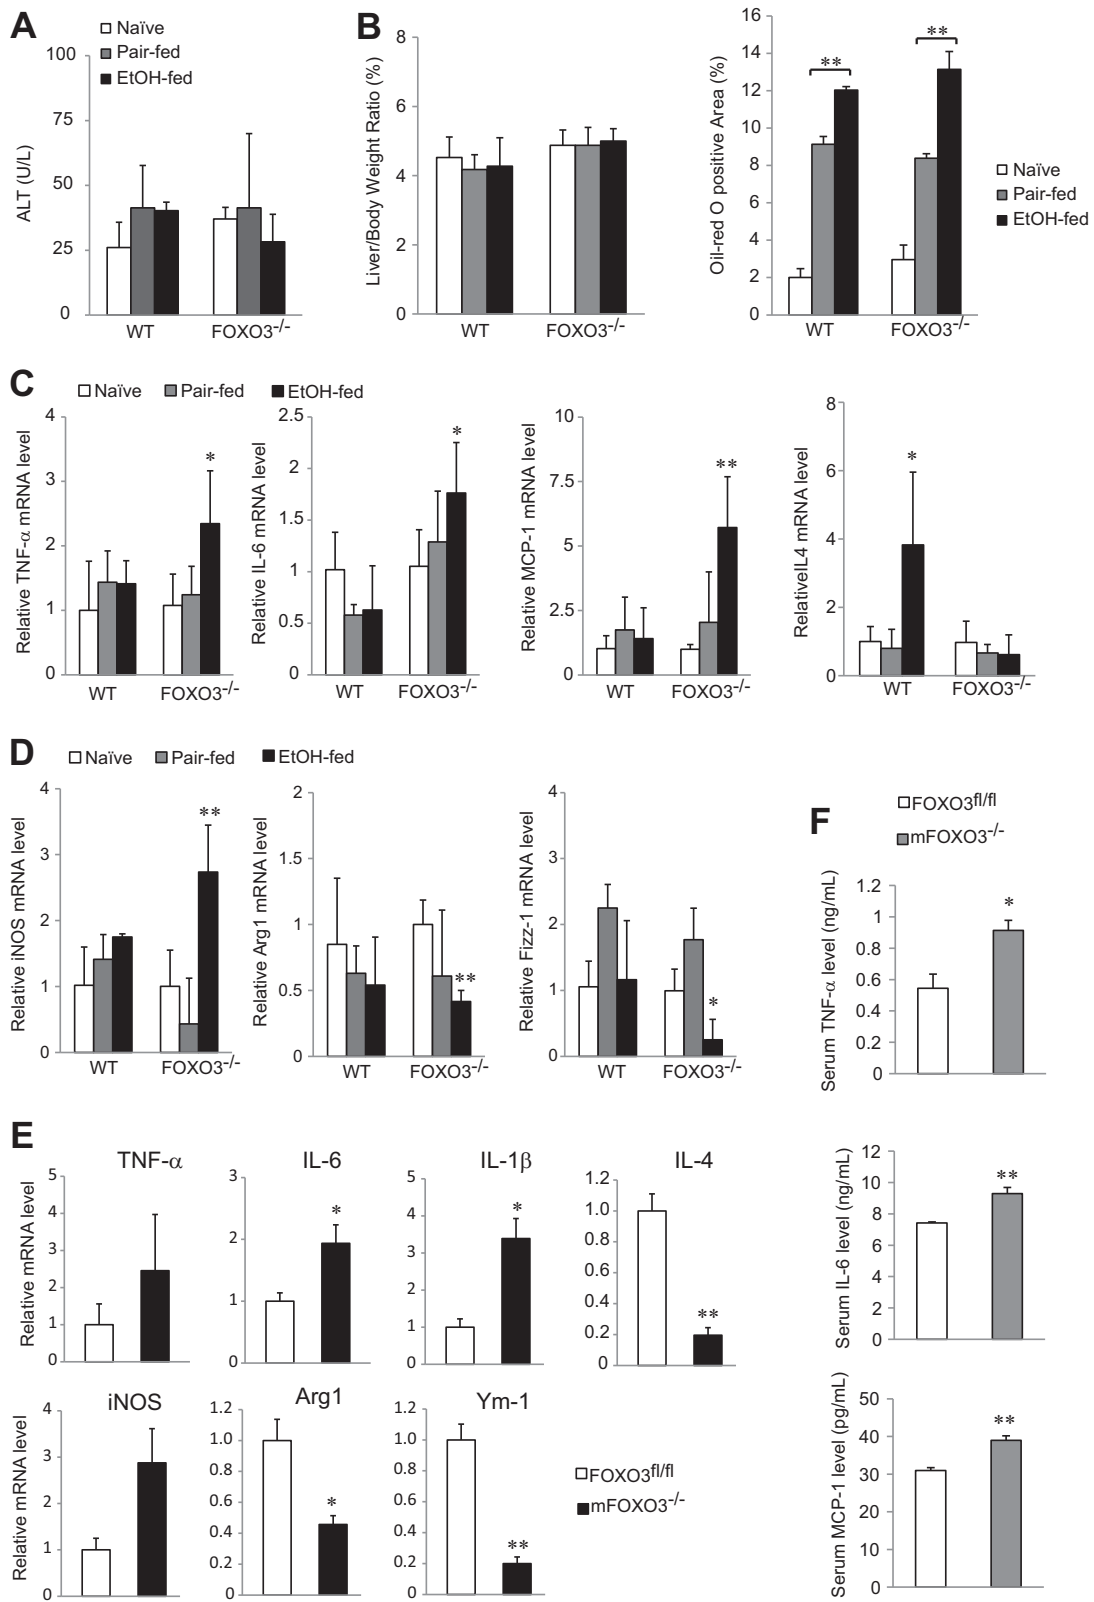 A
Naïve
Pair-fed
EtOH-fed
ALT (U/L)
100
75
50
25
0
WT
FOXO3-/-
B
Liver/Body Weight Ratio (%)
8
6
4
2
0
WT
FOXO3-/-
Oil-red O positive Area (%)
16
14
12
10
8
6
4
2
0
**
**
WT
FOXO3-/-
Naïve
Pair-fed
EtOH-fed
C
Naïve
Pair-fed
EtOH-fed
Relative TNF-α mRNA level
4
3
2
1
0
*
WT
FOXO3-/-
Relative IL-6 mRNA level
2.5
2
1.5
1
0.5
0
*
WT
FOXO3-/-
Relative MCP-1 mRNA level
10
7.5
5
2.5
0
**
WT
FOXO3-/-
RelativeIL4 mRNA level
8
6
4
2
0
*
WT
FOXO3-/-
D
Naïve
Pair-fed
EtOH-fed
Relative iNOS mRNA level
4
3
2
1
0
**
WT
FOXO3-/-
Relative Arg1 mRNA level
2
1.5
1
0.5
0
**
WT
FOXO3-/-
Relative Fizz-1 mRNA level
4
3
2
1
0
*
WT
FOXO3-/-
E
TNF-α
Relative mRNA level
5
4
3
2
1
0
IL-6
3
2
1
0
*
IL-1β
5
4
3
2
1
0
*
IL-4
1.2
1.0
0.8
0.6
0.4
0.2
0
**
iNOS
Relative mRNA level
4
3
2
1
0
Arg1
1.2
1.0
0.8
0.6
0.4
0.2
0
*
Ym-1
1.2
1.0
0.8
0.6
0.4
0.2
0
**
FOXO3fl/fl
mFOXO3-/-
F
FOXO3fl/fl
mFOXO3-/-
Serum TNF-α level (ng/mL)
1.2
1
0.8
0.6
0.4
0.2
0
*
Serum IL-6 level (ng/mL)
12
10
8
6
4
2
0
**
Serum MCP-1 level (pg/mL)
50
40
30
20
10
0
**